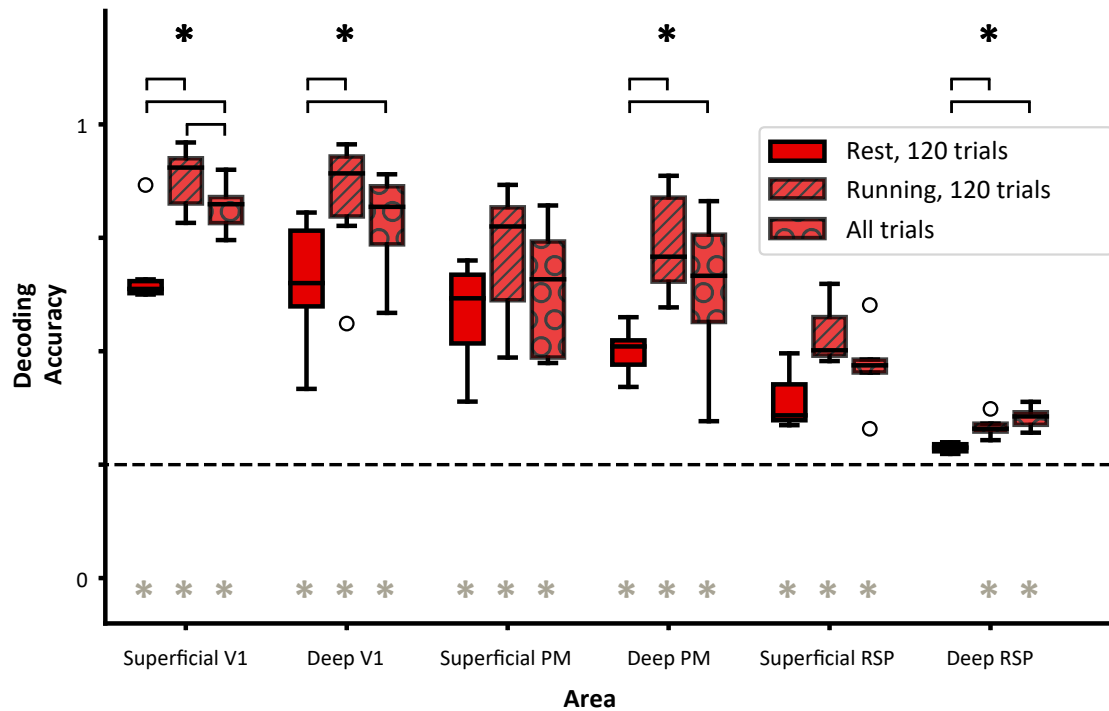 * * * *
1
Rest, 120 trials
Running, 120 trials
All trials
Decoding
Accuracy
0
* * * * * * * * * * * * * * * * *
Superficial V1 Deep V1 Superficial PM Deep PM Superficial RSP Deep RSP
Area